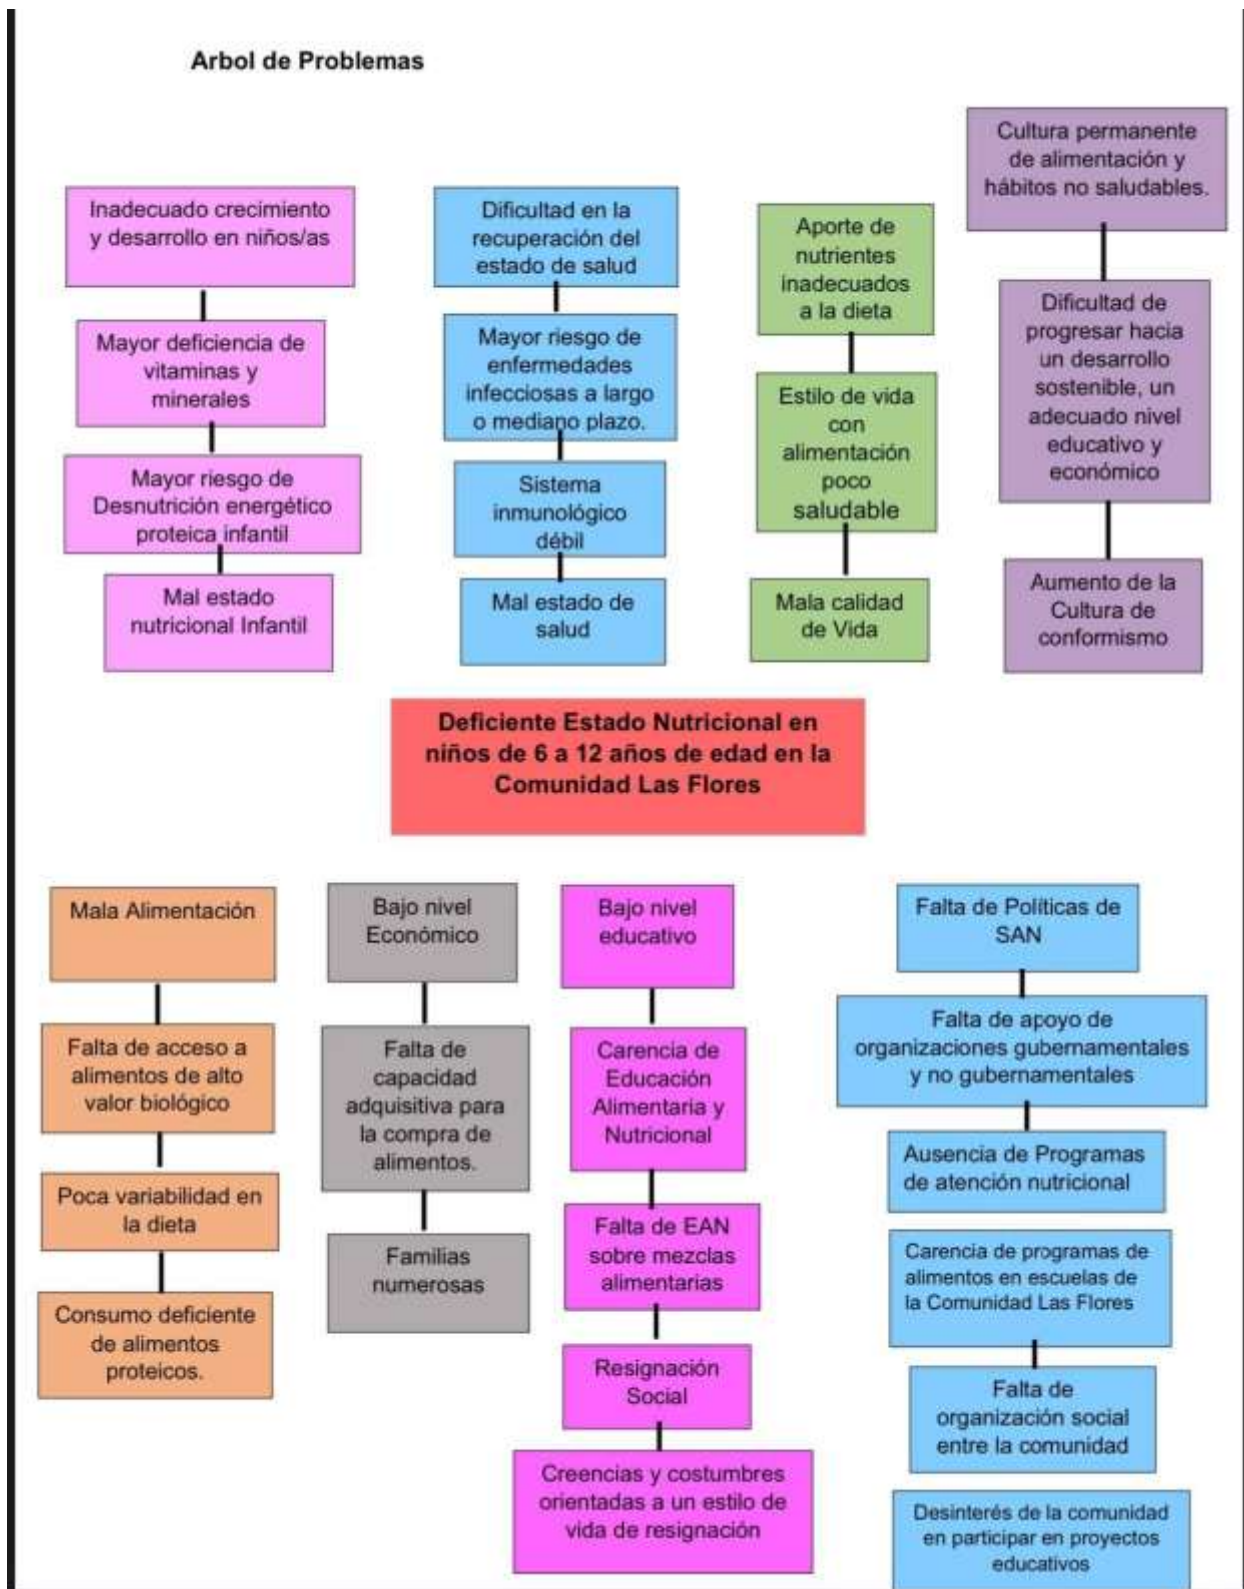 Arbol de Problemas
Inadecuado crecimiento
y desarrollo en niños/as
Mayor deficiencia de
vitaminas y
minerales
Mayor riesgo de
Desnutrición energético
proteica infantil
Mal estado
nutricional Infantil
Dificultad en la
recuperación del
estado de salud
Mayor riesgo de
enfermedades
infecciosas a largo
o mediano plazo.
Sistema
inmunológico
débil
Mal estado de
salud
Aporte de
nutrientes
inadecuados
a la dieta
Estilo de vida
con
alimentación
poco
saludable
Mala calidad
de Vida
Cultura permanente
de alimentación y
hábitos no saludables.
Dificultad de
progresar hacia
un desarrollo
sostenible, un
adecuado nivel
educativo y
económico
Aumento de la
Cultura de
conformismo
Deficiente Estado Nutricional en
niños de 6 a 12 años de edad en la
Comunidad Las Flores
Mala Alimentación
Falta de acceso a
alimentos de alto
valor biológico
Poca variabilidad en
la dieta
Consumo deficiente
de alimentos
proteicos.
Bajo nivel
Económico
Falta de
capacidad
adquisitiva para
la compra de
alimentos.
Familias
numerosas
Bajo nivel
educativo
Carencia de
Educación
Alimentaria y
Nutricional
Falta de EAN
sobre mezclas
alimentarias
Resignación
Social
Creencias y costumbres
orientadas a un estilo de
vida de resignación
Falta de Políticas de
SAN
Falta de apoyo de
organizaciones gubernamentales
y no gubernamentales
Ausencia de Programas
de atención nutricional
Carencia de programas de
alimentos en escuelas de
la Comunidad Las Flores
Falta de
organización social
entre la comunidad
Desinterés de la comunidad
en participar en proyectos
educativos